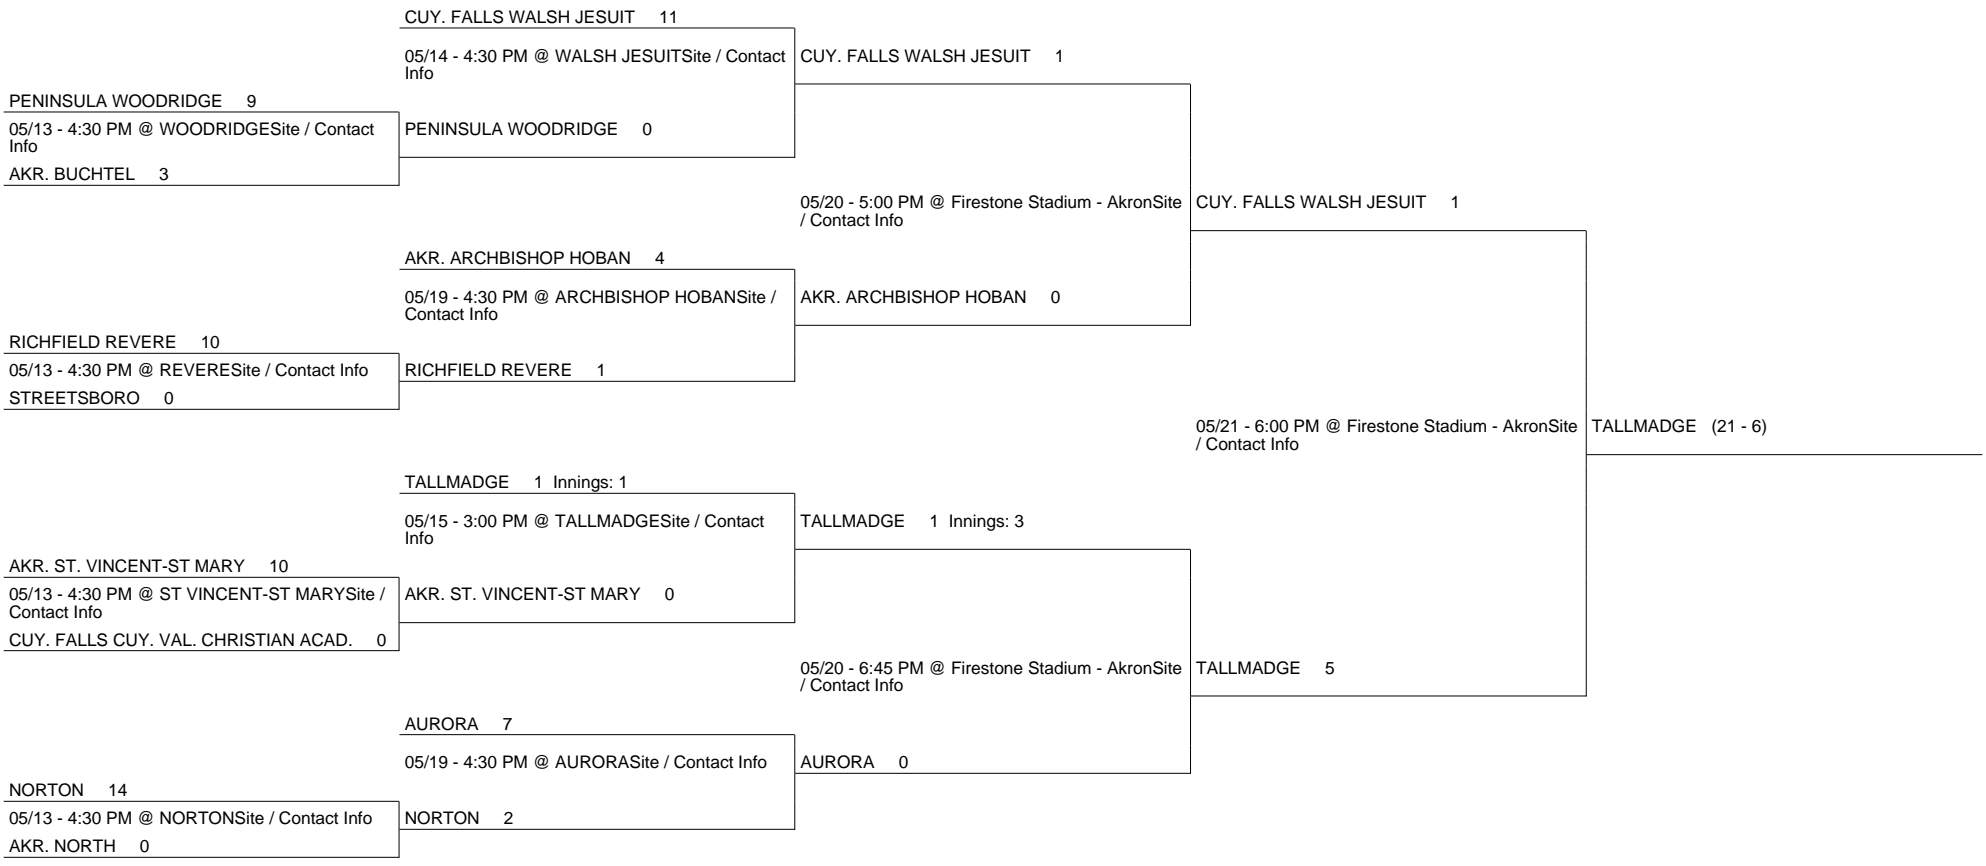 CUY. FALLS WALSH JESUIT 11
05/14 - 4:30 PM @ WALSH JESUITSite / Contact
Info
CUY. FALLS WALSH JESUIT 1
PENINSULA WOODRIDGE 9
05/13 - 4:30 PM @ WOODRIDGESite / Contact
Info
PENINSULA WOODRIDGE 0
AKR. BUCHTEL 3
05/20 - 5:00 PM @ Firestone Stadium - AkronSite
/ Contact Info
CUY. FALLS WALSH JESUIT 1
AKR. ARCHBISHOP HOBAN 4
05/19 - 4:30 PM @ ARCHBISHOP HOBANSite /
Contact Info
AKR. ARCHBISHOP HOBAN 0
RICHFIELD REVERE 10
05/13 - 4:30 PM @ REVERESite / Contact Info
RICHFIELD REVERE 1
STREETSBORO 0
05/21 - 6:00 PM @ Firestone Stadium - AkronSite
/ Contact Info
TALLMADGE (21 - 6)
TALLMADGE 1 Innings: 1
05/15 - 3:00 PM @ TALLMADGESite / Contact
Info
TALLMADGE 1 Innings: 3
AKR. ST. VINCENT-ST MARY 10
05/13 - 4:30 PM @ ST VINCENT-ST MARYSite /
Contact Info
AKR. ST. VINCENT-ST MARY 0
CUY. FALLS CUY. VAL. CHRISTIAN ACAD. 0
05/20 - 6:45 PM @ Firestone Stadium - AkronSite
/ Contact Info
TALLMADGE 5
AURORA 7
05/19 - 4:30 PM @ AURORASite / Contact Info
AURORA 0
NORTON 14
05/13 - 4:30 PM @ NORTONSite / Contact Info
NORTON 2
AKR. NORTH 0